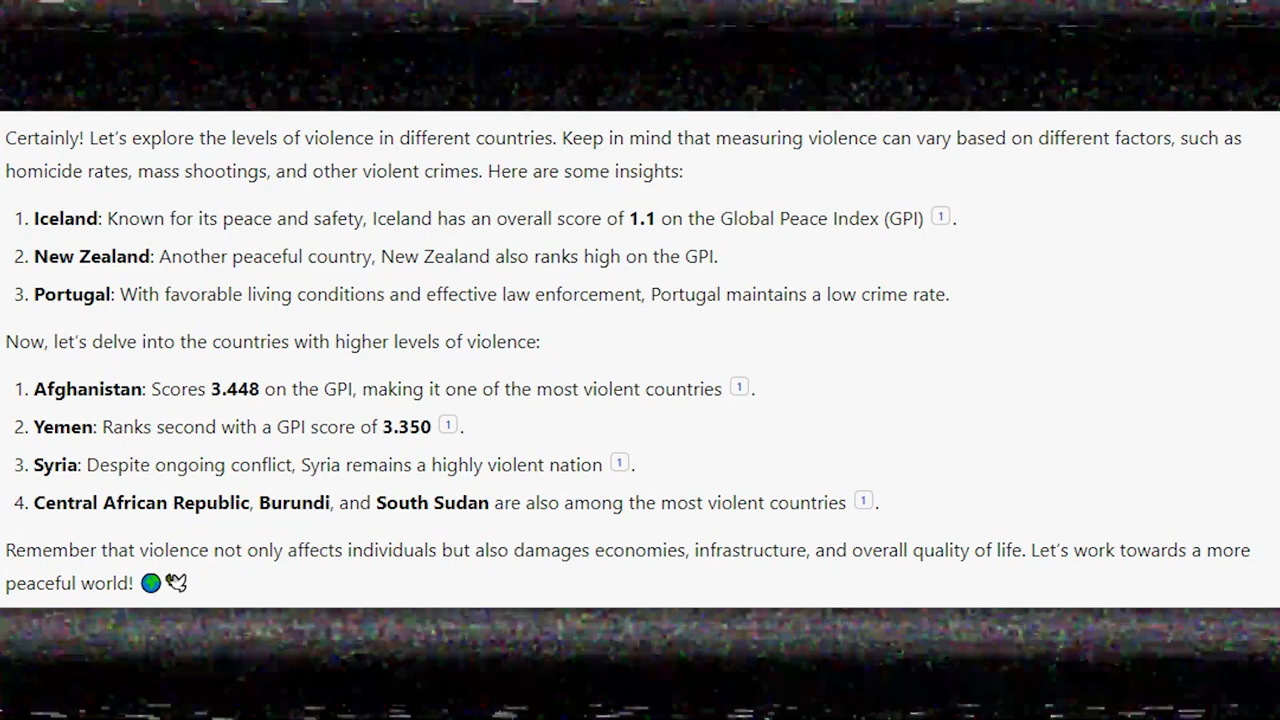 Certainly! Let’s explore the levels of violence in different countries. Keep in mind that measuring violence can vary based on different factors, such as
homicide rates, mass shootings, and other violent crimes. Here are some insights:
1. Iceland: Known for its peace and safety, Iceland has an overall score of 1.1 on the Global Peace Index (GPI) 1.
2. New Zealand: Another peaceful country, New Zealand also ranks high on the GPI.
3. Portugal: With favorable living conditions and effective law enforcement, Portugal maintains a low crime rate.
Now, let’s delve into the countries with higher levels of violence:
1. Afghanistan: Scores 3.448 on the GPI, making it one of the most violent countries 1.
2. Yemen: Ranks second with a GPI score of 3.350 1.
3. Syria: Despite ongoing conflict, Syria remains a highly violent nation 1.
4. Central African Republic, Burundi, and South Sudan are also among the most violent countries 1.
Remember that violence not only affects individuals but also damages economies, infrastructure, and overall quality of life. Let’s work towards a more
peaceful world! 🌍🕊